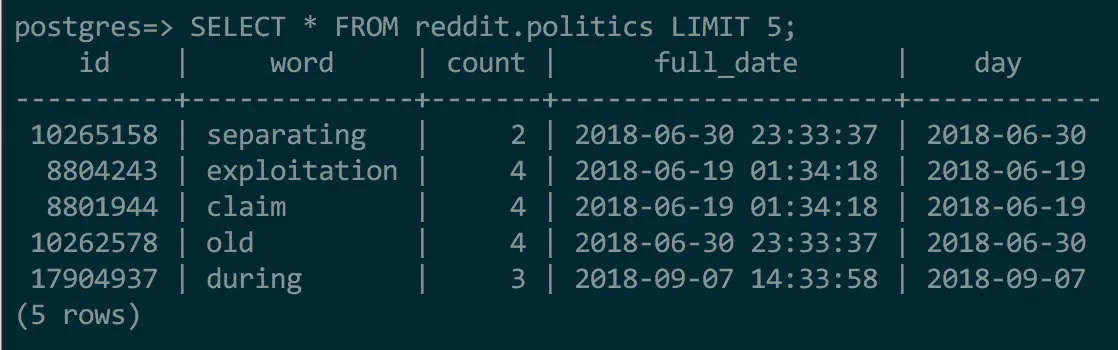 postgres=> SELECT * FROM reddit.politics LIMIT 5;
    id    |     word     | count |      full_date      |    day
----------+--------------+-------+---------------------+------------
 10265158 | separating   |     2 | 2018-06-30 23:33:37 | 2018-06-30
  8804243 | exploitation |     4 | 2018-06-19 01:34:18 | 2018-06-19
  8801944 | claim        |     4 | 2018-06-19 01:34:18 | 2018-06-19
 10262578 | old          |     4 | 2018-06-30 23:33:37 | 2018-06-30
 17904937 | during       |     3 | 2018-09-07 14:33:58 | 2018-09-07
(5 rows)